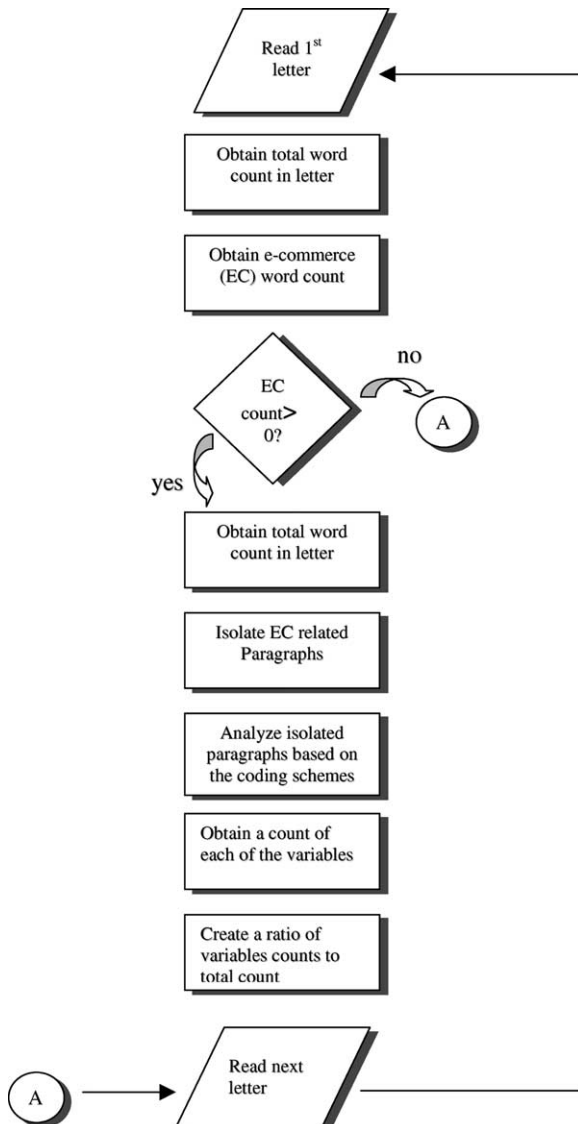 Read 1st
letter
Obtain total word
count in letter
Obtain e-commerce
(EC) word count
EC
count>
0?
no
A
yes
Obtain total word
count in letter
Isolate EC related
Paragraphs
Analyze isolated
paragraphs based on
the coding schemes
Obtain a count of
each of the variables
Create a ratio of
variables counts to
total count
A
Read next
letter